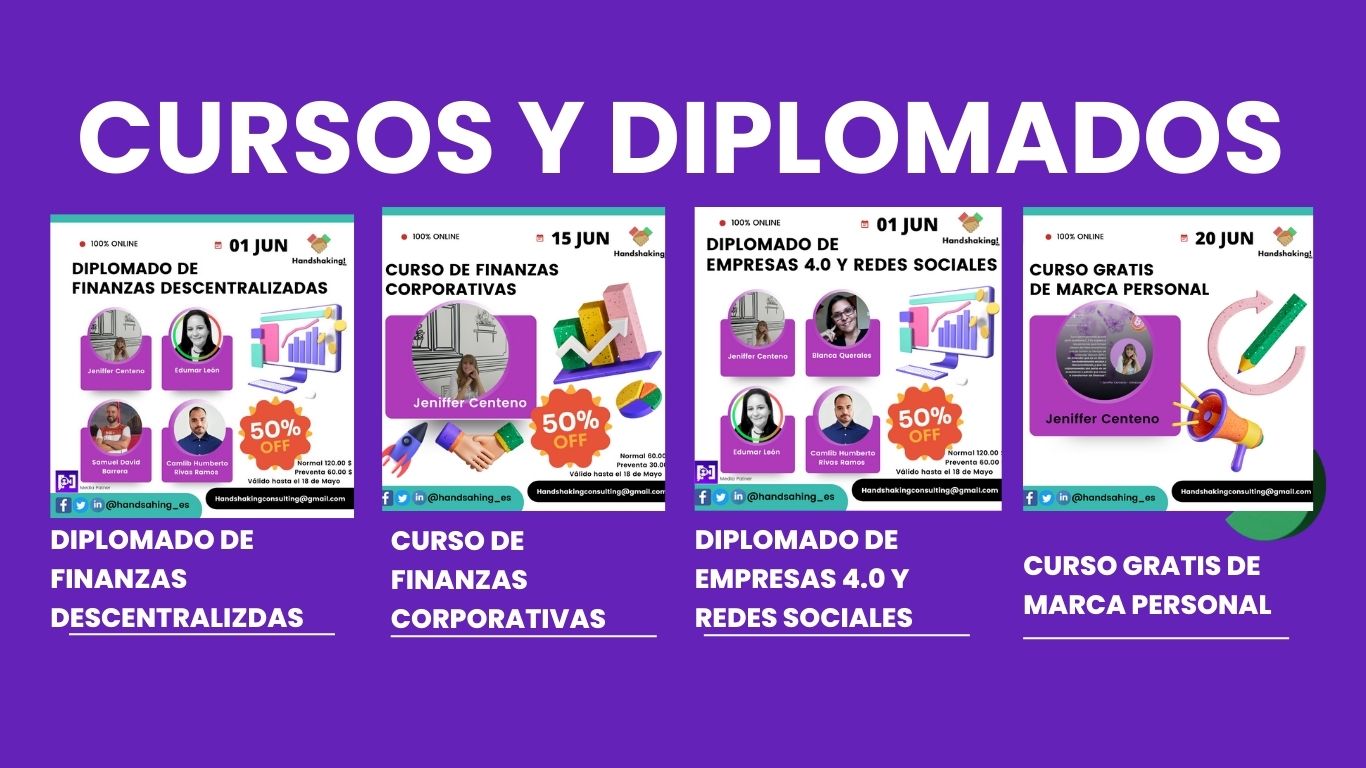 CURSOS Y DIPLOMADOS
100% ONLINE
01 JUN
Handshaking!
DIPLOMADO DE
FINANZAS DESCENTRALIZADAS
Jeniffer Centeno
Edumar León
Samuel David
Barrera
Camlib Humberto
Rivas Ramos
50%
OFF
Normal 120.00 $
Preventa 60.00 $
Válido hasta el 18 de Mayo
Media Patner
@handsahing_es
Handshakingconsulting@gmail.com
DIPLOMADO DE
FINANZAS
DESCENTRALIZDAS
100% ONLINE
15 JUN
Handshaking!
CURSO DE FINANZAS
CORPORATIVAS
Jeniffer Centeno
50%
OFF
Normal 60.00
Preventa 30.00
Válido hasta el 18 de Mayo
@handsahing_es
Handshakingconsulting@gmail.com
CURSO DE
FINANZAS
CORPORATIVAS
100% ONLINE
01 JUN
Handshaking!
DIPLOMADO DE
EMPRESAS 4.0 Y REDES SOCIALES
Jeniffer Centeno
Blanca Querales
Edumar León
Camlib Humberto
Rivas Ramos
50%
OFF
Normal 120.00
Preventa 60.00
Válido hasta el 18 de Mayo
Media Patner
@handsahing_es
Handshakingconsulting@gmail.com
DIPLOMADO DE
EMPRESAS 4.0 Y
REDES SOCIALES
100% ONLINE
20 JUN
Handshaking!
CURSO GRATIS
DE MARCA PERSONAL
Jeniffer Centeno
@handsahing_es
Handshakingconsulting@gmail.com
CURSO GRATIS DE
MARCA PERSONAL